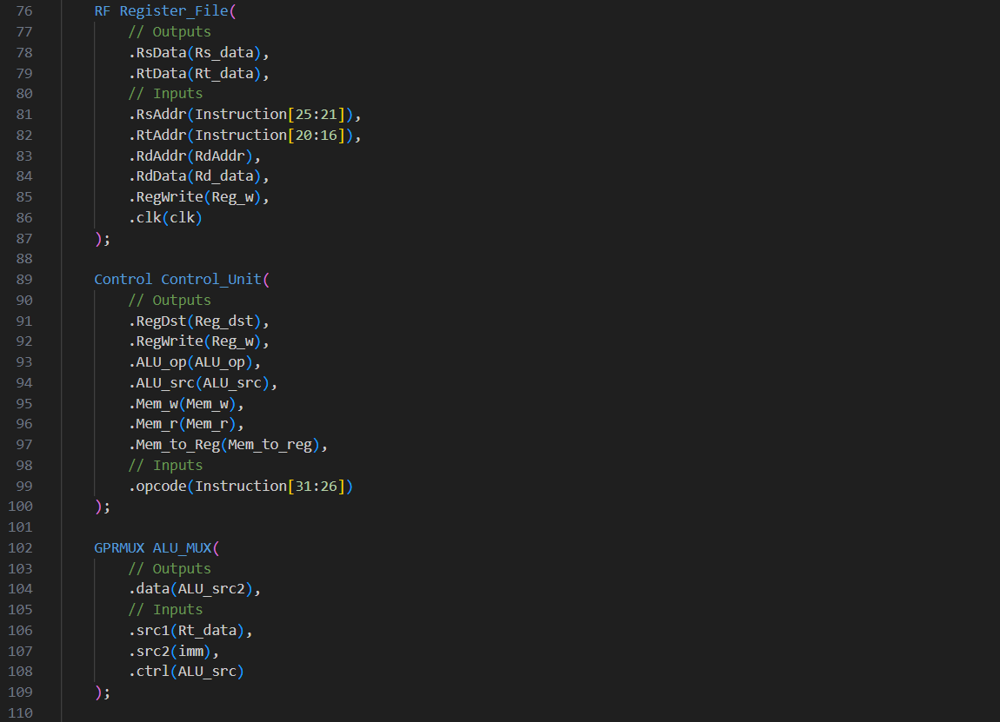 76 RF Register_File(
77 // Outputs
78 .RsData(Rs_data),
79 .RtData(Rt_data),
80 // Inputs
81 .RsAddr(Instruction[25:21]),
82 .RtAddr(Instruction[20:16]),
83 .RdAddr(RdAddr),
84 .RdData(Rd_data),
85 .RegWrite(Reg_w),
86 .clk(clk)
87 );
88
89 Control Control_Unit(
90 // Outputs
91 .RegDst(Reg_dst),
92 .RegWrite(Reg_w),
93 .ALU_op(ALU_op),
94 .ALU_src(ALU_src),
95 .Mem_w(Mem_w),
96 .Mem_r(Mem_r),
97 .Mem_to_Reg(Mem_to_reg),
98 // Inputs
99 .opcode(Instruction[31:26])
100 );
101
102 GPRMUX ALU_MUX(
103 // Outputs
104 .data(ALU_src2),
105 // Inputs
106 .src1(Rt_data),
107 .src2(imm),
108 .ctrl(ALU_src)
109 );
110